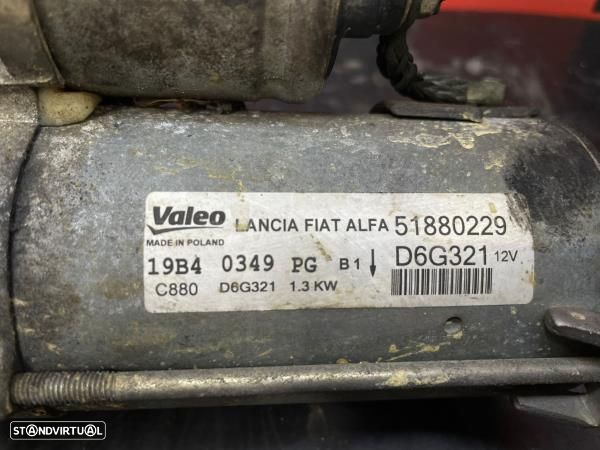 Valeo LANCIA FIAT ALFA 51880229
MADE IN POLAND D6G321 12V
19B4 0349 PG B1
C880 D6G321 1.3 KW
STANDVIRTUAL